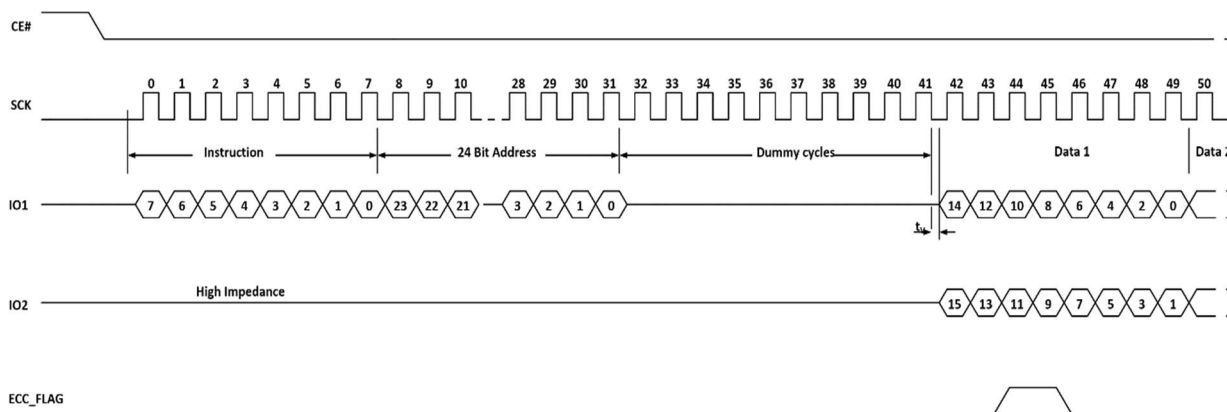 CE#
0 1 2 3 4 5 6 7 8 9 10 28 29 30 31 32 33 34 35 36 37 38 39 40 41 42 43 44 45 46 47 48 49 50
SCK
Instruction 24 Bit Address Dummy cycles Data 1 Data 2
IO1 7 6 5 4 3 2 1 0 23 22 21 3 2 1 0 14 12 10 8 6 4 2 0
tv
High Impedance
IO2 15 13 11 9 7 5 3 1
ECC_FLAG